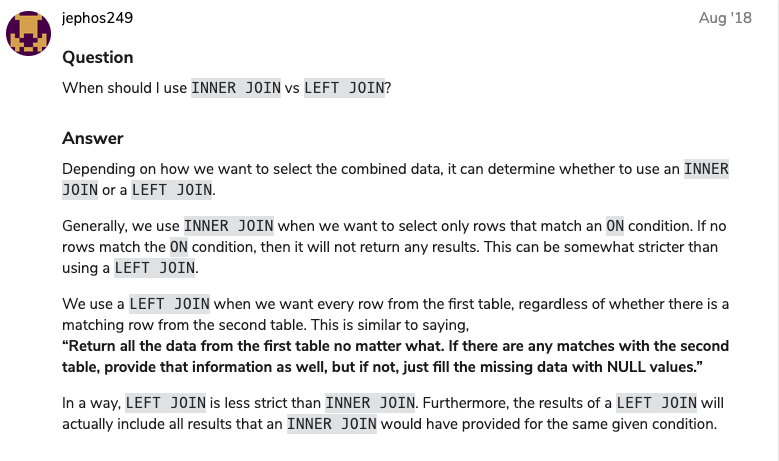 jephos249
Aug '18
Question
When should I use INNER JOIN vs LEFT JOIN?
Answer
Depending on how we want to select the combined data, it can determine whether to use an INNER
JOIN or a LEFT JOIN.
Generally, we use INNER JOIN when we want to select only rows that match an ON condition. If no
rows match the ON condition, then it will not return any results. This can be somewhat stricter than
using a LEFT JOIN.
We use a LEFT JOIN when we want every row from the first table, regardless of whether there is a
matching row from the second table. This is similar to saying,
“Return all the data from the first table no matter what. If there are any matches with the second
table, provide that information as well, but if not, just fill the missing data with NULL values.”
In a way, LEFT JOIN is less strict than INNER JOIN. Furthermore, the results of a LEFT JOIN will
actually include all results that an INNER JOIN would have provided for the same given condition.